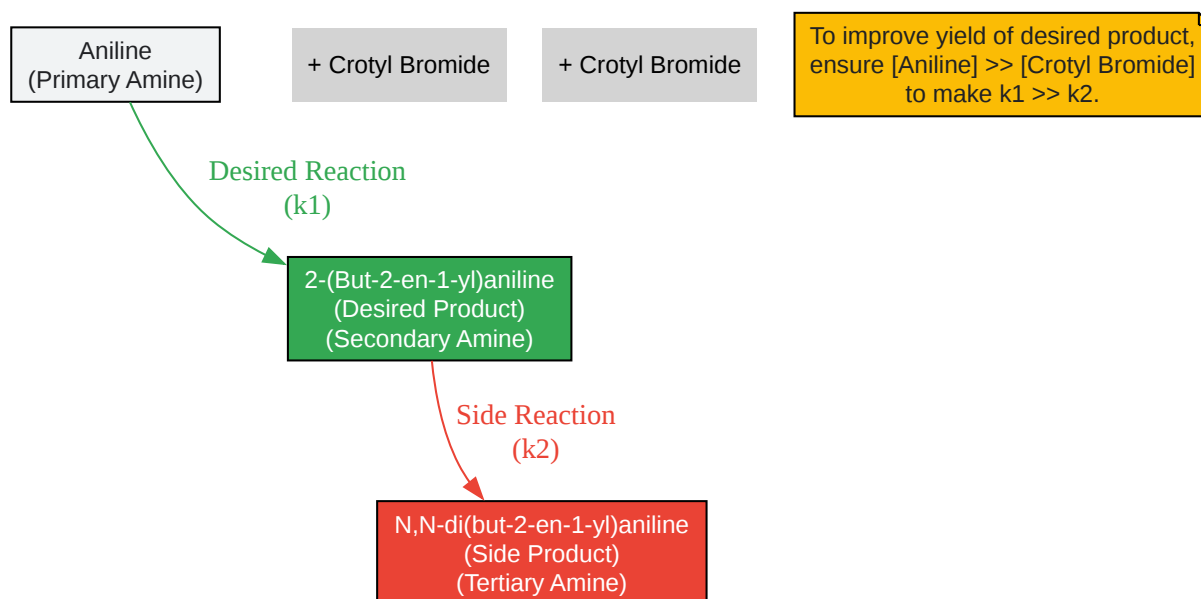 Aniline
(Primary Amine)
+ Crotyl Bromide
+ Crotyl Bromide
To improve yield of desired product,
ensure [Aniline] >> [Crotyl Bromide]
to make k1 >> k2.
Desired Reaction
(k1)
2-(But-2-en-1-yl)aniline
(Desired Product)
(Secondary Amine)
Side Reaction
(k2)
N,N-di(but-2-en-1-yl)aniline
(Side Product)
(Tertiary Amine)